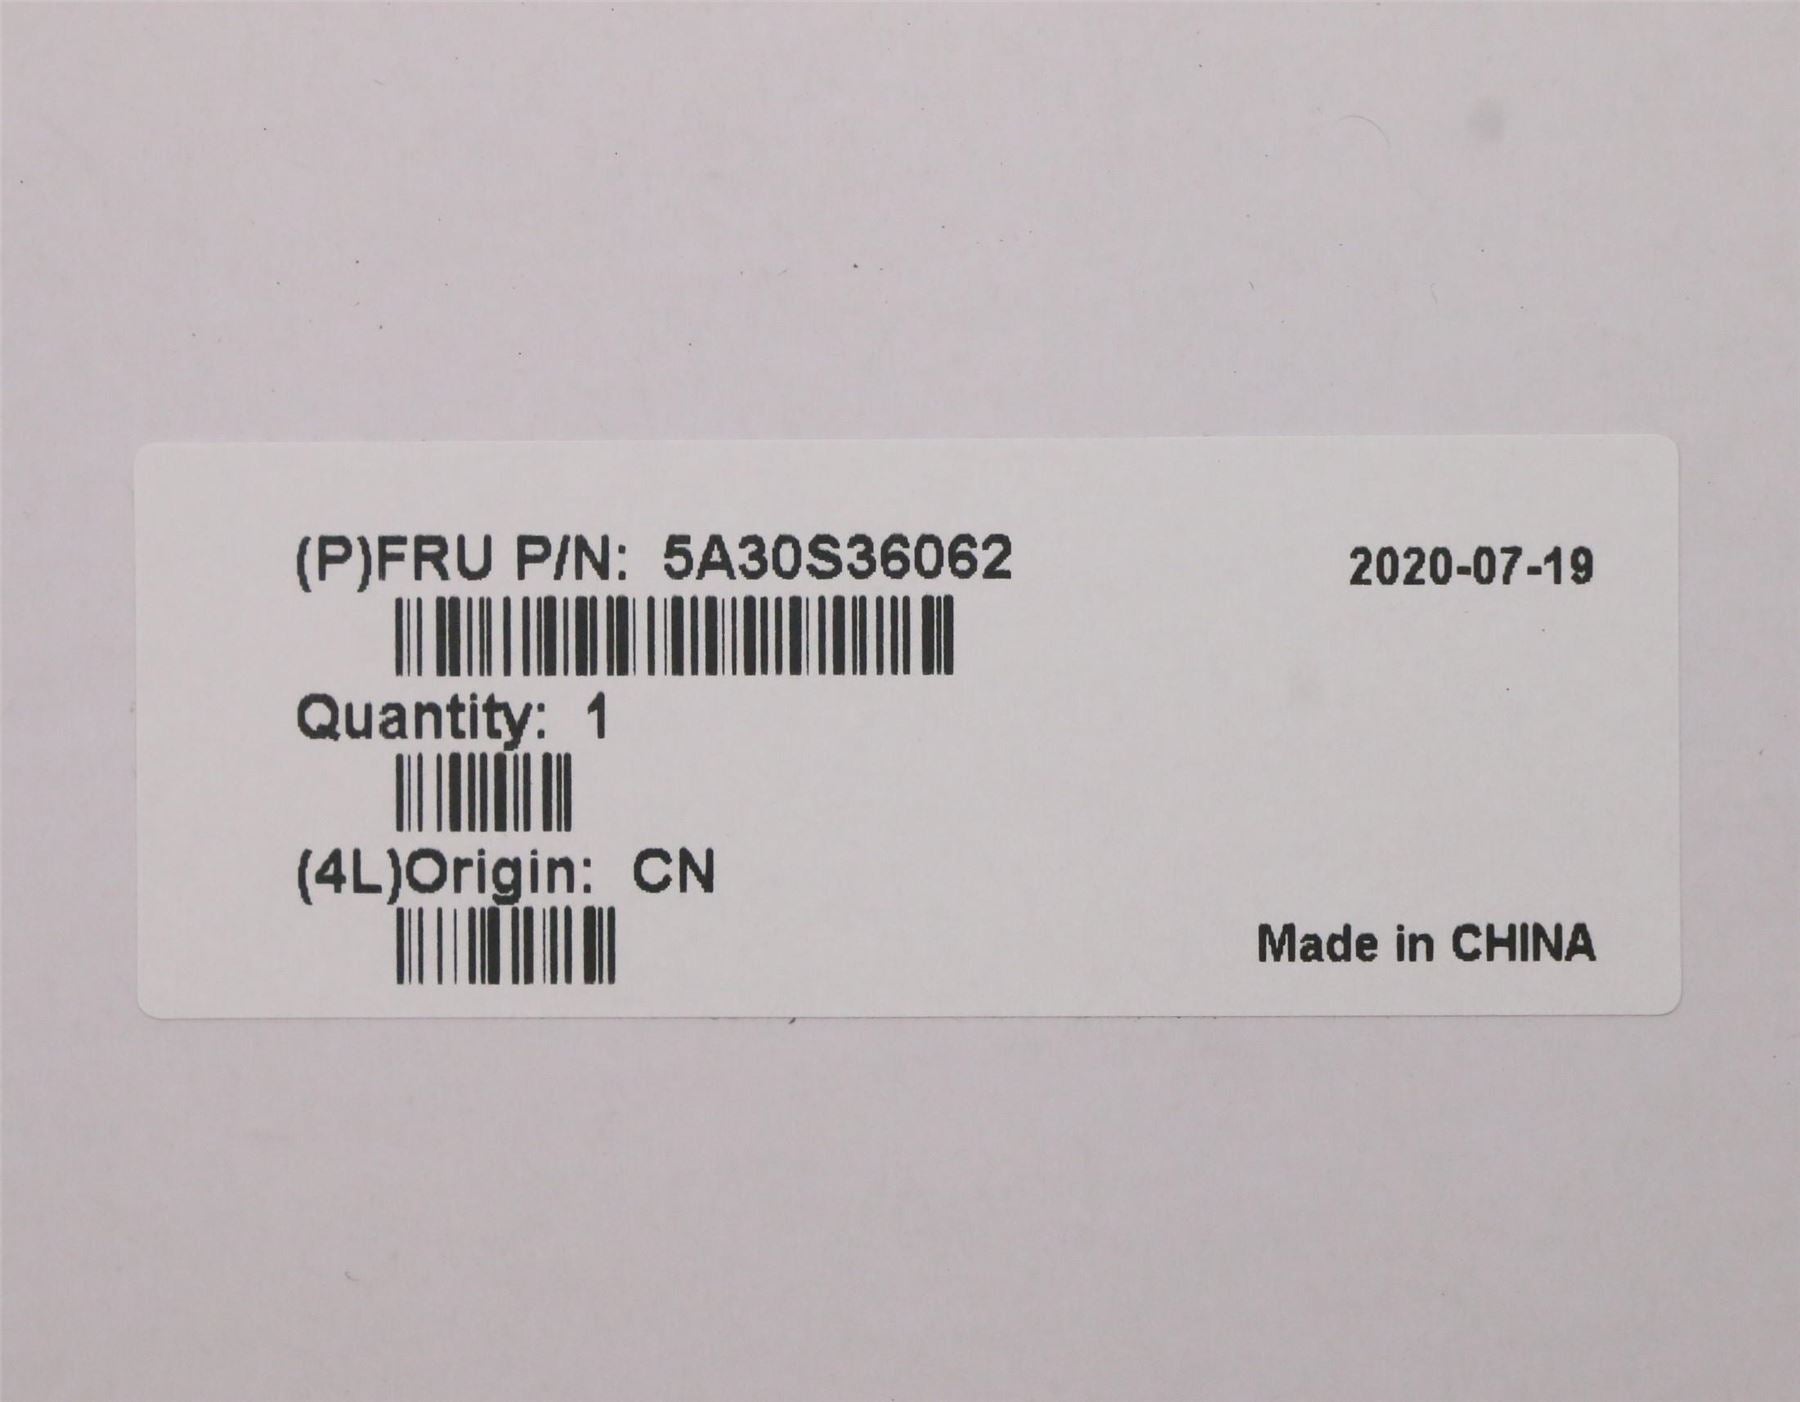 (P)FRU P/N: 5A30S36062
2020-07-19
Quantity: 1
(4L)Origin: CN
Made in CHINA